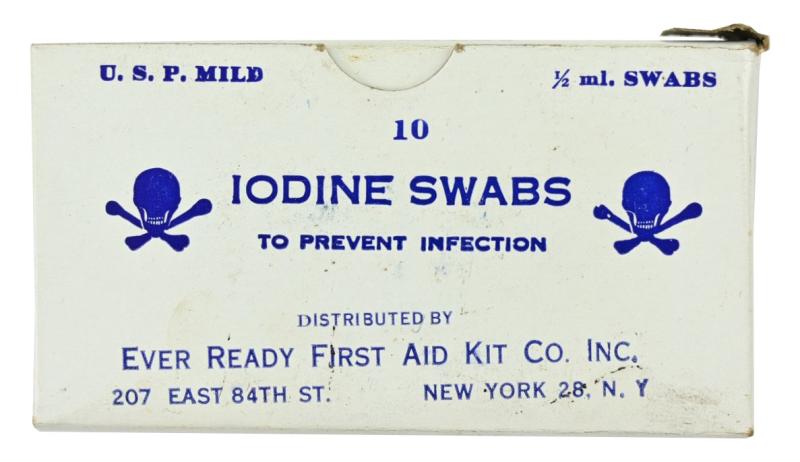 U. S. P. MILD
½ ml. SWABS
10
IODINE SWABS
TO PREVENT INFECTION
DISTRIBUTED BY
EVER READY FIRST AID KIT CO. INC.
207 EAST 84TH ST. NEW YORK 28, N. Y